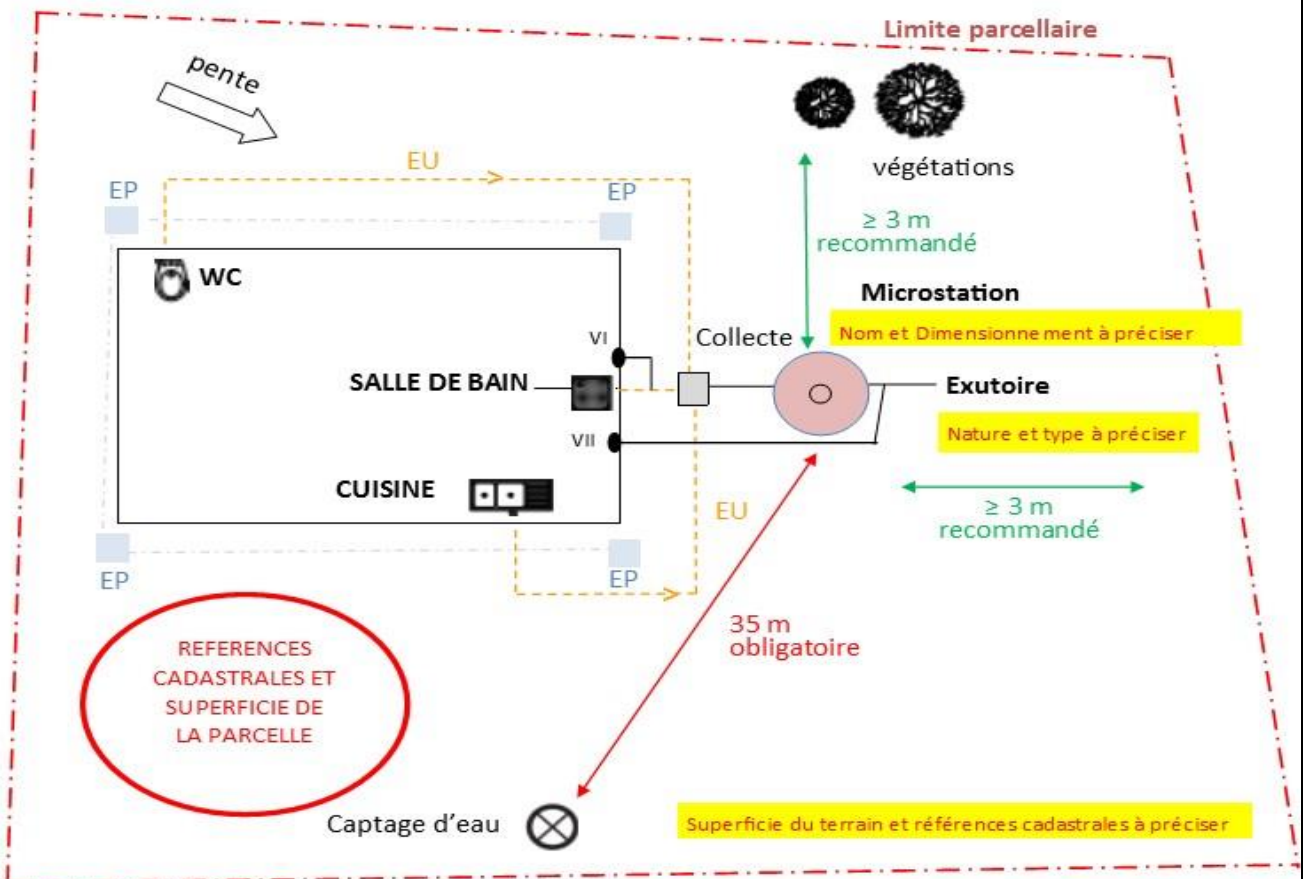 Limite parcellaire
pente
EU
EP
EP
végétations
≥ 3 m
recommandé
WC
Microstation
VI
Collecte
Nom et Dimensionnement à préciser
SALLE DE BAIN
Exutoire
VII
Nature et type à préciser
CUISINE
EU
≥ 3 m
recommandé
EP
EP
35 m
obligatoire
REFERENCES
CADASTRALES ET
SUPERFICIE DE
LA PARCELLE
Captage d'eau
Superficie du terrain et références cadastrales à préciser